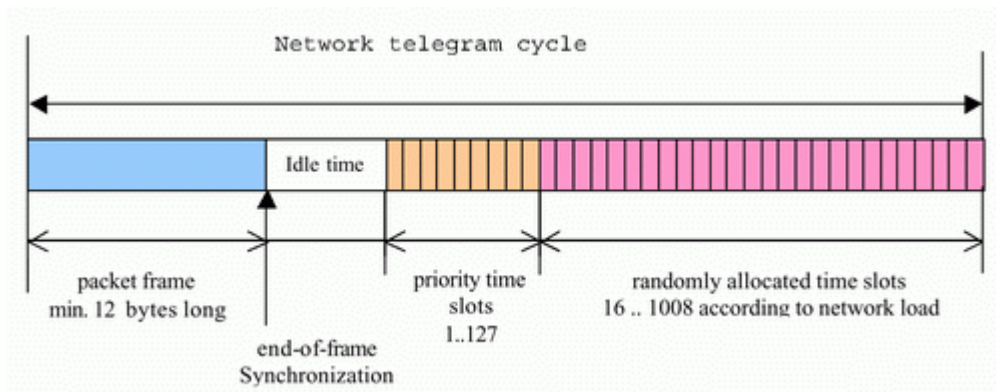 Network telegram cycle
Idle time
packet frame
min. 12 bytes long
end-of-frame
Synchronization
priority time
slots
1..127
randomly allocated time slots
16 .. 1008 according to network load